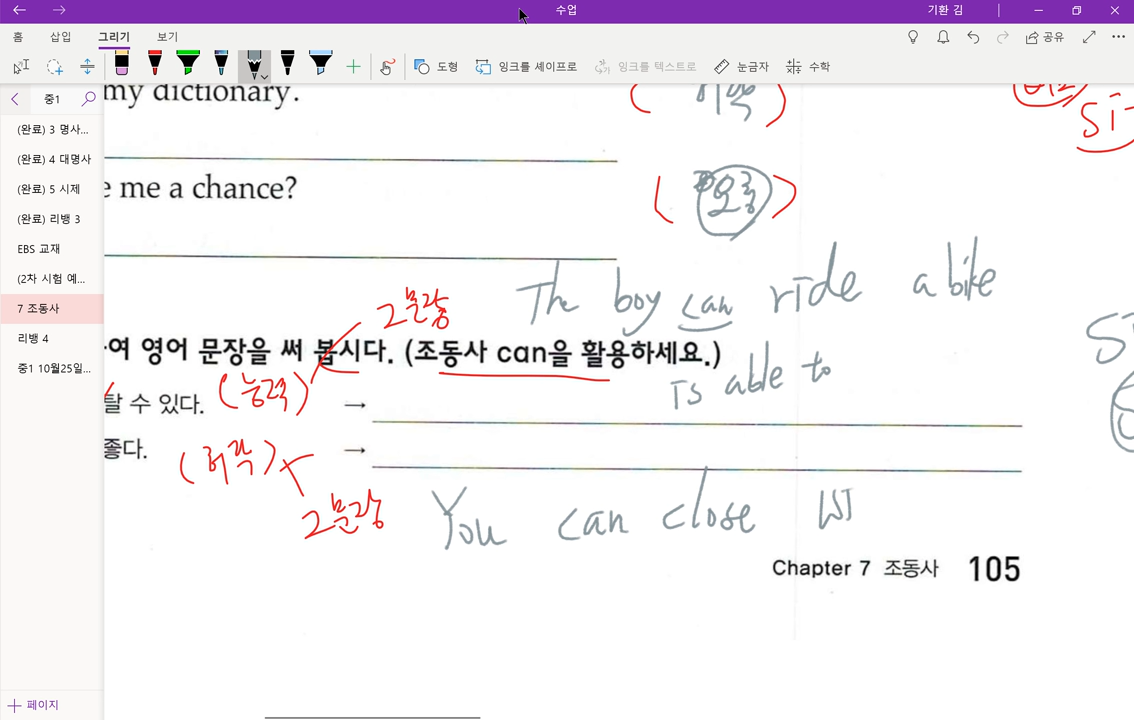 수업
기환 김
홈 삽입 그리기 보기
공유
도형 잉크를 셰이프로 잉크를 텍스트로 눈금자 수학
중1
(완료) 3 명사...
(완료) 4 대명사
(완료) 5 시제
(완료) 리뱅 3
EBS 교재
(2차 시험 예...
7 조동사
리뱅 4
중1 10월25일...
페이지
my dictionary.
(허락)
e me a chance?
The boy can ride a bike
2 문장
여 영어 문장을 써 봅시다. (조동사 can을 활용하세요.)
is able to
탈 수 있다. (능력) →
좋다. (허락) →
2문장
You can close
Chapter 7 조동사 105